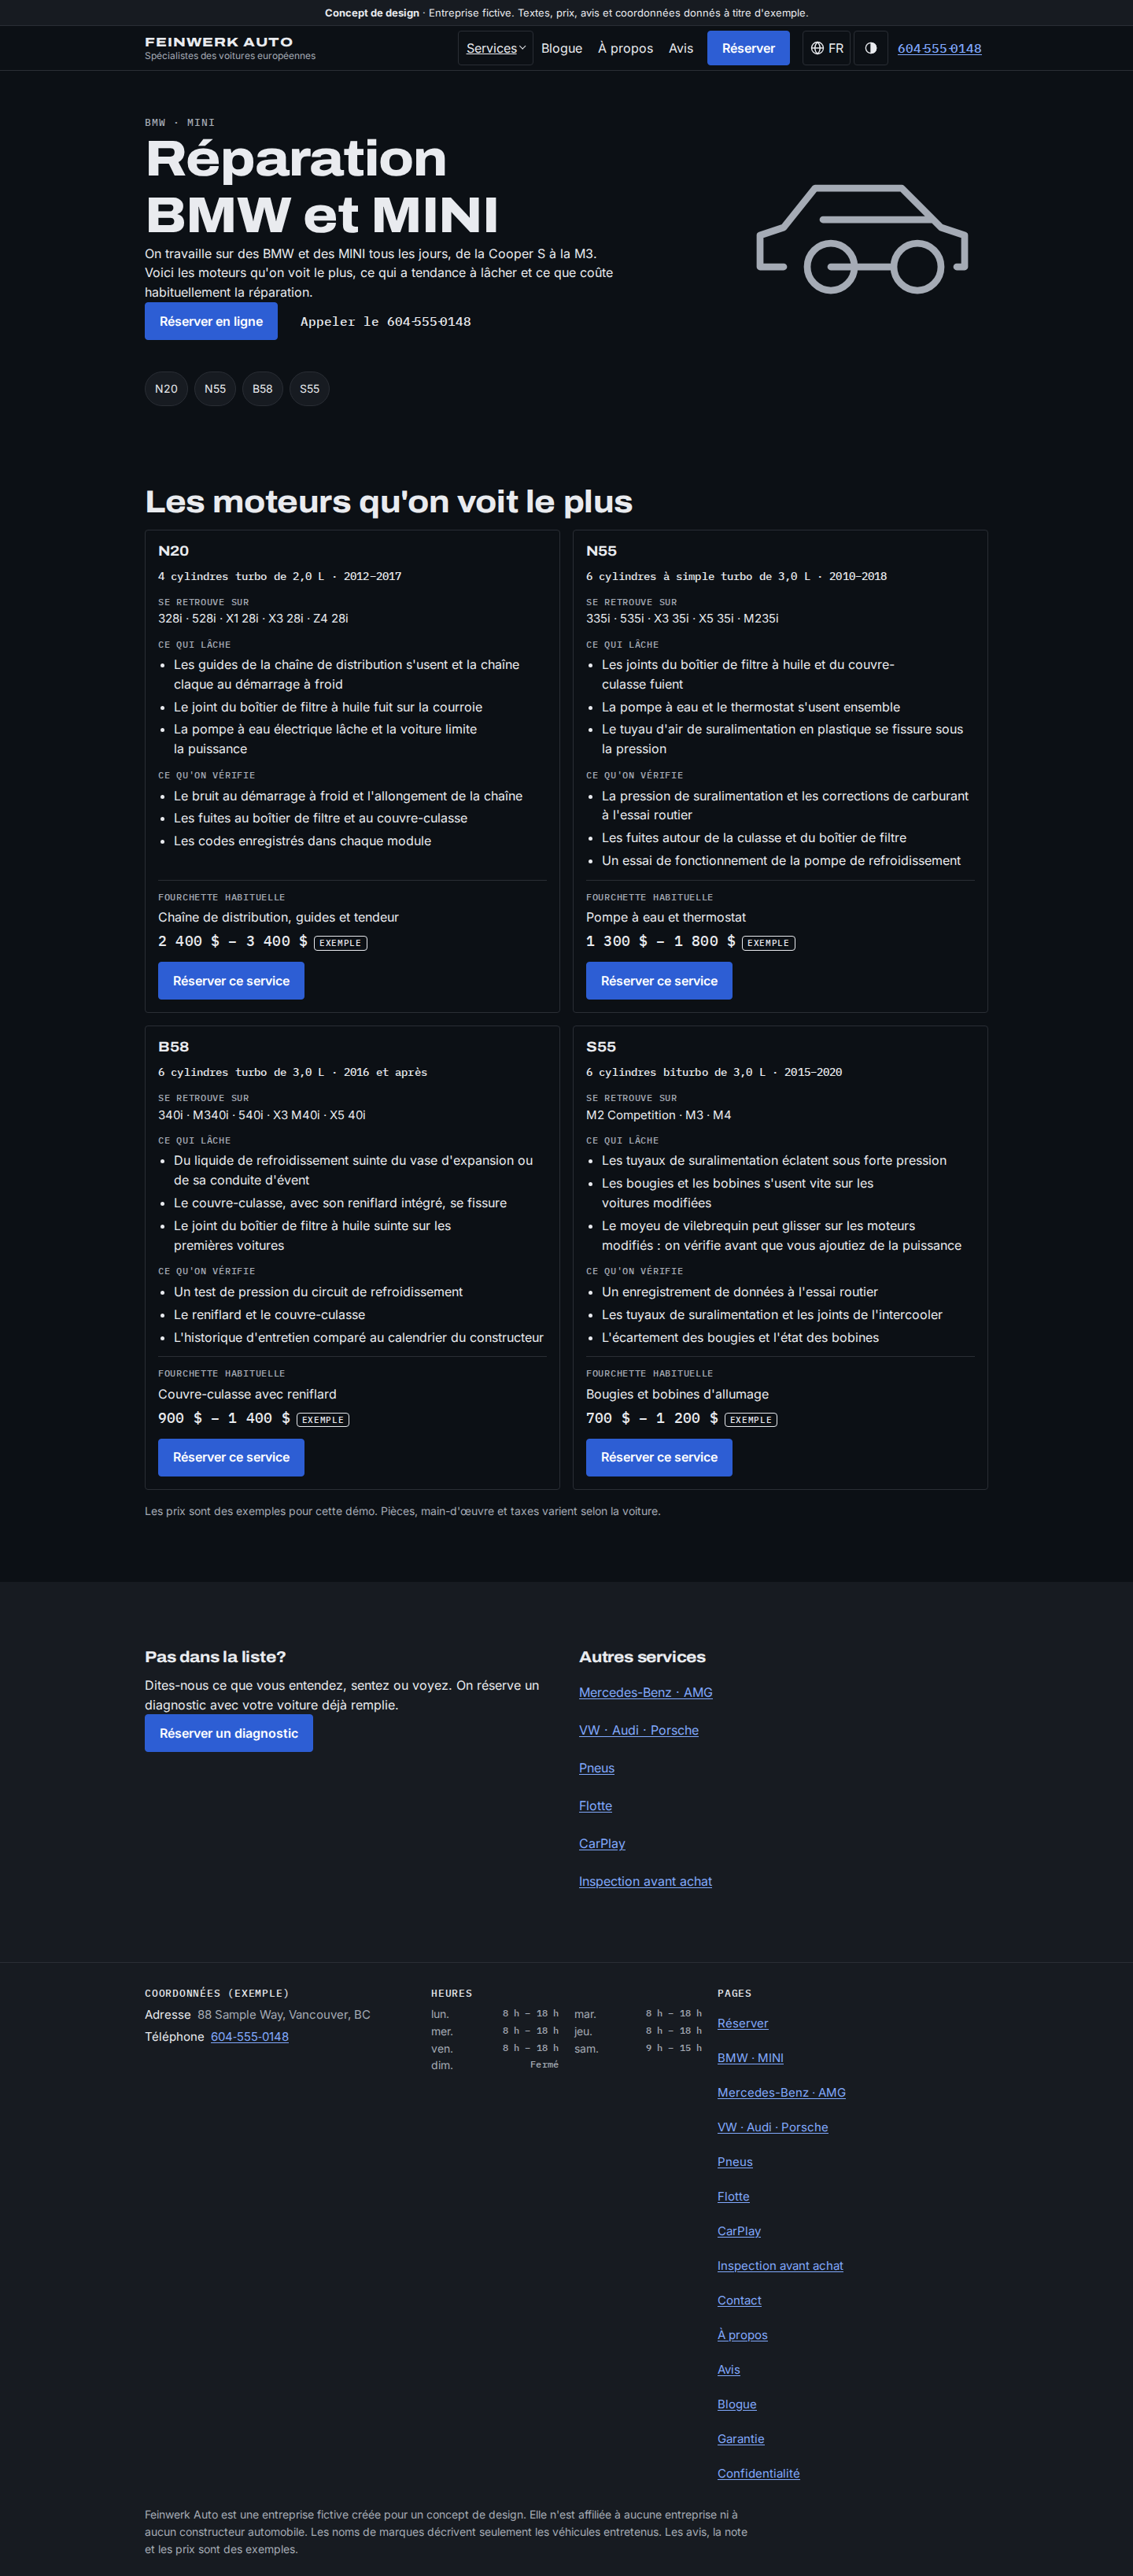 Concept de design · Entreprise fictive. Textes, prix, avis et coordonnées donnés à titre d'exemple.
FEINWERK AUTO
Spécialistes des voitures européennes
Services
Blogue
À propos
Avis
Réserver
FR
604-555-0148
BMW · MINI
Réparation
BMW et MINI
On travaille sur des BMW et des MINI tous les jours, de la Cooper S à la M3.
Voici les moteurs qu'on voit le plus, ce qui a tendance à lâcher et ce que coûte
habituellement la réparation.
Réserver en ligne
Appeler le 604-555-0148
N20
N55
B58
S55
Les moteurs qu'on voit le plus
N20
4 cylindres turbo de 2,0 L · 2012–2017
SE RETROUVE SUR
328i · 528i · X1 28i · X3 28i · Z4 28i
CE QUI LÂCHE
• Les guides de la chaîne de distribution s'usent et la chaîne
claque au démarrage à froid
• Le joint du boîtier de filtre à huile fuit sur la courroie
• La pompe à eau électrique lâche et la voiture limite
la puissance
CE QU'ON VÉRIFIE
• Le bruit au démarrage à froid et l'allongement de la chaîne
• Les fuites au boîtier de filtre et au couvre-culasse
• Les codes enregistrés dans chaque module
FOURCHETTE HABITUELLE
Chaîne de distribution, guides et tendeur
2 400 $ – 3 400 $ EXEMPLE
Réserver ce service
N55
6 cylindres à simple turbo de 3,0 L · 2010–2018
SE RETROUVE SUR
335i · 535i · X3 35i · X5 35i · M235i
CE QUI LÂCHE
• Les joints du boîtier de filtre à huile et du couvre-
culasse fuient
• La pompe à eau et le thermostat s'usent ensemble
• Le tuyau d'air de suralimentation en plastique se fissure sous
la pression
CE QU'ON VÉRIFIE
• La pression de suralimentation et les corrections de carburant
à l'essai routier
• Les fuites autour de la culasse et du boîtier de filtre
• Un essai de fonctionnement de la pompe de refroidissement
FOURCHETTE HABITUELLE
Pompe à eau et thermostat
1 300 $ – 1 800 $ EXEMPLE
Réserver ce service
B58
6 cylindres turbo de 3,0 L · 2016 et après
SE RETROUVE SUR
340i · M340i · 540i · X3 M40i · X5 40i
CE QUI LÂCHE
• Du liquide de refroidissement suinte du vase d'expansion ou
de sa conduite d'évent
• Le couvre-culasse, avec son reniflard intégré, se fissure
• Le joint du boîtier de filtre à huile suinte sur les
premières voitures
CE QU'ON VÉRIFIE
• Un test de pression du circuit de refroidissement
• Le reniflard et le couvre-culasse
• L'historique d'entretien comparé au calendrier du constructeur
FOURCHETTE HABITUELLE
Couvre-culasse avec reniflard
900 $ – 1 400 $ EXEMPLE
Réserver ce service
S55
6 cylindres biturbo de 3,0 L · 2015–2020
SE RETROUVE SUR
M2 Competition · M3 · M4
CE QUI LÂCHE
• Les tuyaux de suralimentation éclatent sous forte pression
• Les bougies et les bobines s'usent vite sur les
voitures modifiées
• Le moyeu de vilebrequin peut glisser sur les moteurs
modifiés : on vérifie avant que vous ajoutiez de la puissance
CE QU'ON VÉRIFIE
• Un enregistrement de données à l'essai routier
• Les tuyaux de suralimentation et les joints de l'intercooler
• L'écartement des bougies et l'état des bobines
FOURCHETTE HABITUELLE
Bougies et bobines d'allumage
700 $ – 1 200 $ EXEMPLE
Réserver ce service
Les prix sont des exemples pour cette démo. Pièces, main-d'œuvre et taxes varient selon la voiture.
Pas dans la liste?
Dites-nous ce que vous entendez, sentez ou voyez. On réserve un
diagnostic avec votre voiture déjà remplie.
Réserver un diagnostic
Autres services
Mercedes-Benz · AMG
VW · Audi · Porsche
Pneus
Flotte
CarPlay
Inspection avant achat
COORDONNÉES (EXEMPLE)
Adresse 88 Sample Way, Vancouver, BC
Téléphone 604-555-0148
HEURES
lun. 8 h – 18 h mar. 8 h – 18 h
mer. 8 h – 18 h jeu. 8 h – 18 h
ven. 8 h – 18 h sam. 9 h – 15 h
dim. Fermé
PAGES
Réserver
BMW · MINI
Mercedes-Benz · AMG
VW · Audi · Porsche
Pneus
Flotte
CarPlay
Inspection avant achat
Contact
À propos
Avis
Blogue
Garantie
Confidentialité
Feinwerk Auto est une entreprise fictive créée pour un concept de design. Elle n'est affiliée à aucune entreprise ni à
aucun constructeur automobile. Les noms de marques décrivent seulement les véhicules entretenus. Les avis, la note
et les prix sont des exemples.